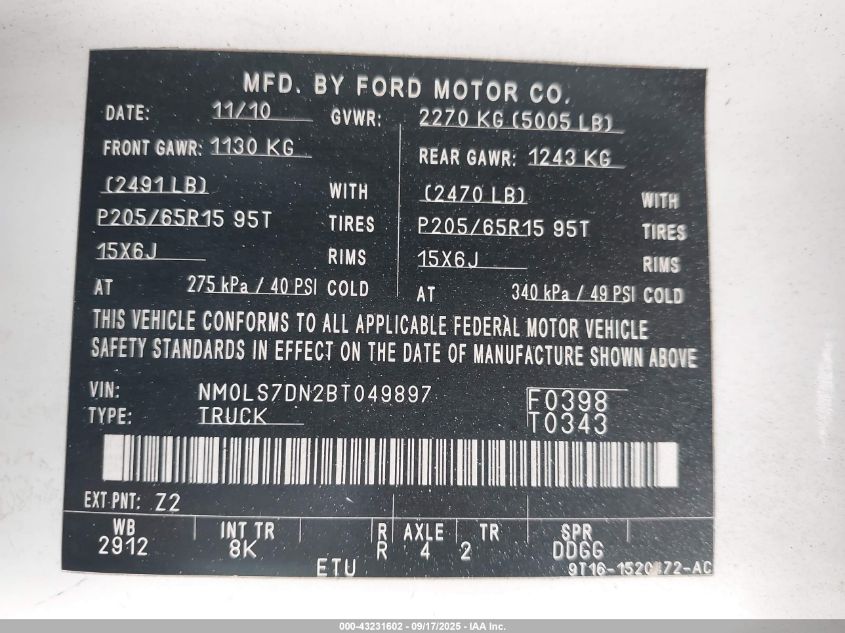 MFD. BY FORD MOTOR CO.
DATE: 11/10 GVWR: 2270 KG (5005 LB)
FRONT GAWR: 1130 KG REAR GAWR: 1243 KG
(2491 LB) WITH (2470 LB) WITH
P205/65R15 95T TIRES P205/65R15 95T TIRES
15X6J RIMS 15X6J RIMS
AT 275 kPa / 40 PSI COLD AT 340 kPa / 49 PSI COLD
THIS VEHICLE CONFORMS TO ALL APPLICABLE FEDERAL MOTOR VEHICLE
SAFETY STANDARDS IN EFFECT ON THE DATE OF MANUFACTURE SHOWN ABOVE
VIN: NM0LS7DN2BT049897 F0398
TYPE: TRUCK T0343
EXT PNT: Z2
WB INT TR R AXLE TR SPR
2912 8K R 4 2 DDGG
ETU 9T16-1520472-AC
000-43231602 - 09/17/2025 - IAA Inc.